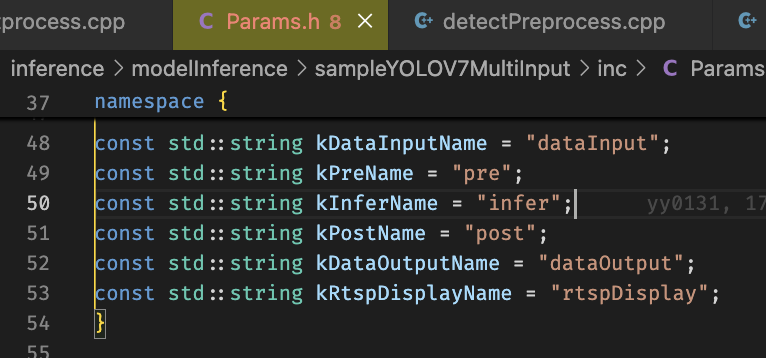 process.cpp
Params.h 8
detectPreprocess.cpp
inference > modelInference > sampleYOLOV7MultiInput > inc > C Params
37 namespace {
48 const std::string kDataInputName = "dataInput";
49 const std::string kPreName = "pre";
50 const std::string kInferName = "infer"; yy0131, 17
51 const std::string kPostName = "post";
52 const std::string kDataOutputName = "dataOutput";
53 const std::string kRtspDisplayName = "rtspDisplay";
54 }
55